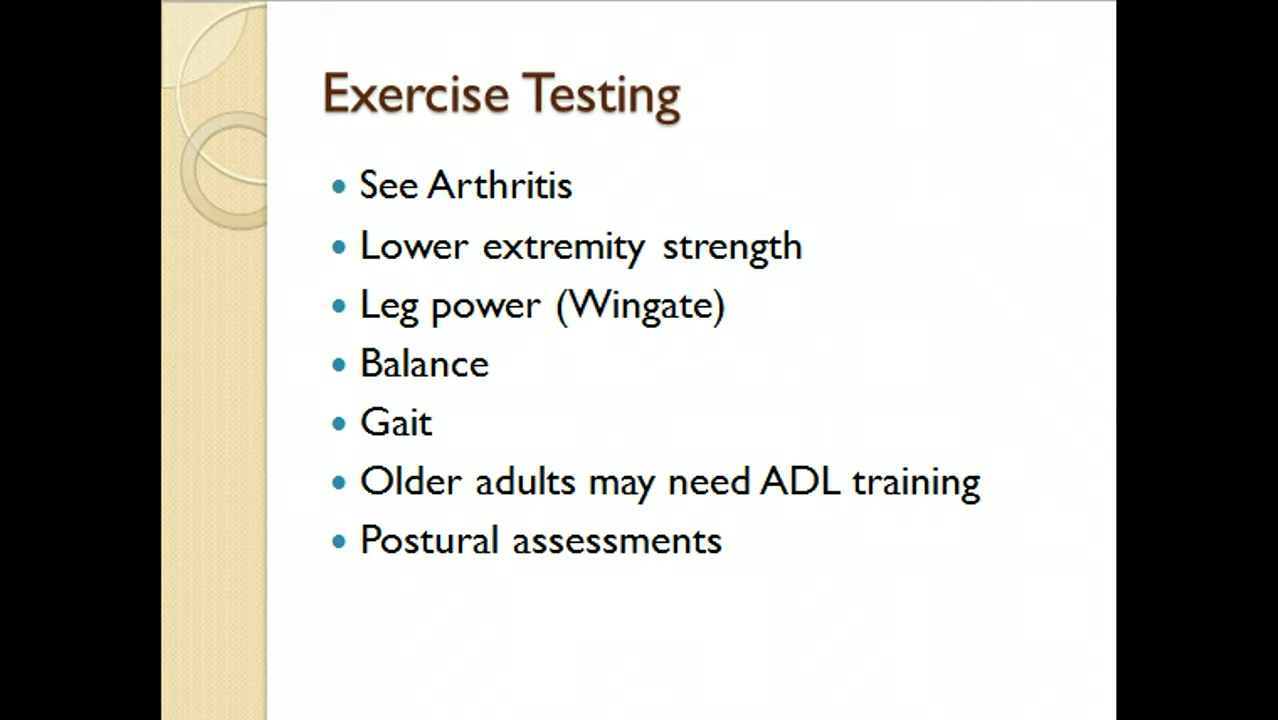 Exercise Testing
• See Arthritis
• Lower extremity strength
• Leg power (Wingate)
• Balance
• Gait
• Older adults may need ADL training
• Postural assessments